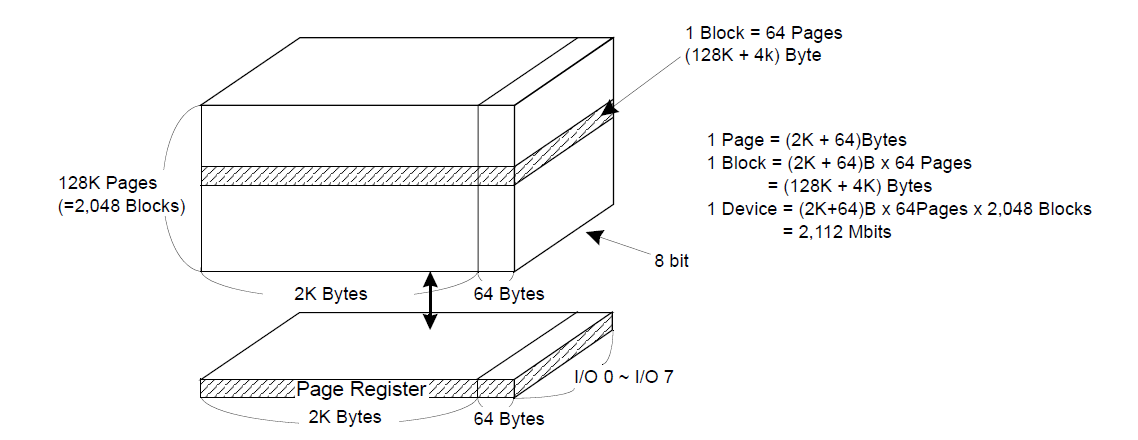 1 Block = 64 Pages
(128K + 4k) Byte
1 Page = (2K + 64)Bytes
1 Block = (2K + 64)B x 64 Pages
= (128K + 4K) Bytes
1 Device = (2K+64)B x 64Pages x 2,048 Blocks
= 2,112 Mbits
128K Pages
(=2,048 Blocks)
8 bit
2K Bytes
64 Bytes
Page Register
I/O 0 ~ I/O 7
2K Bytes
64 Bytes